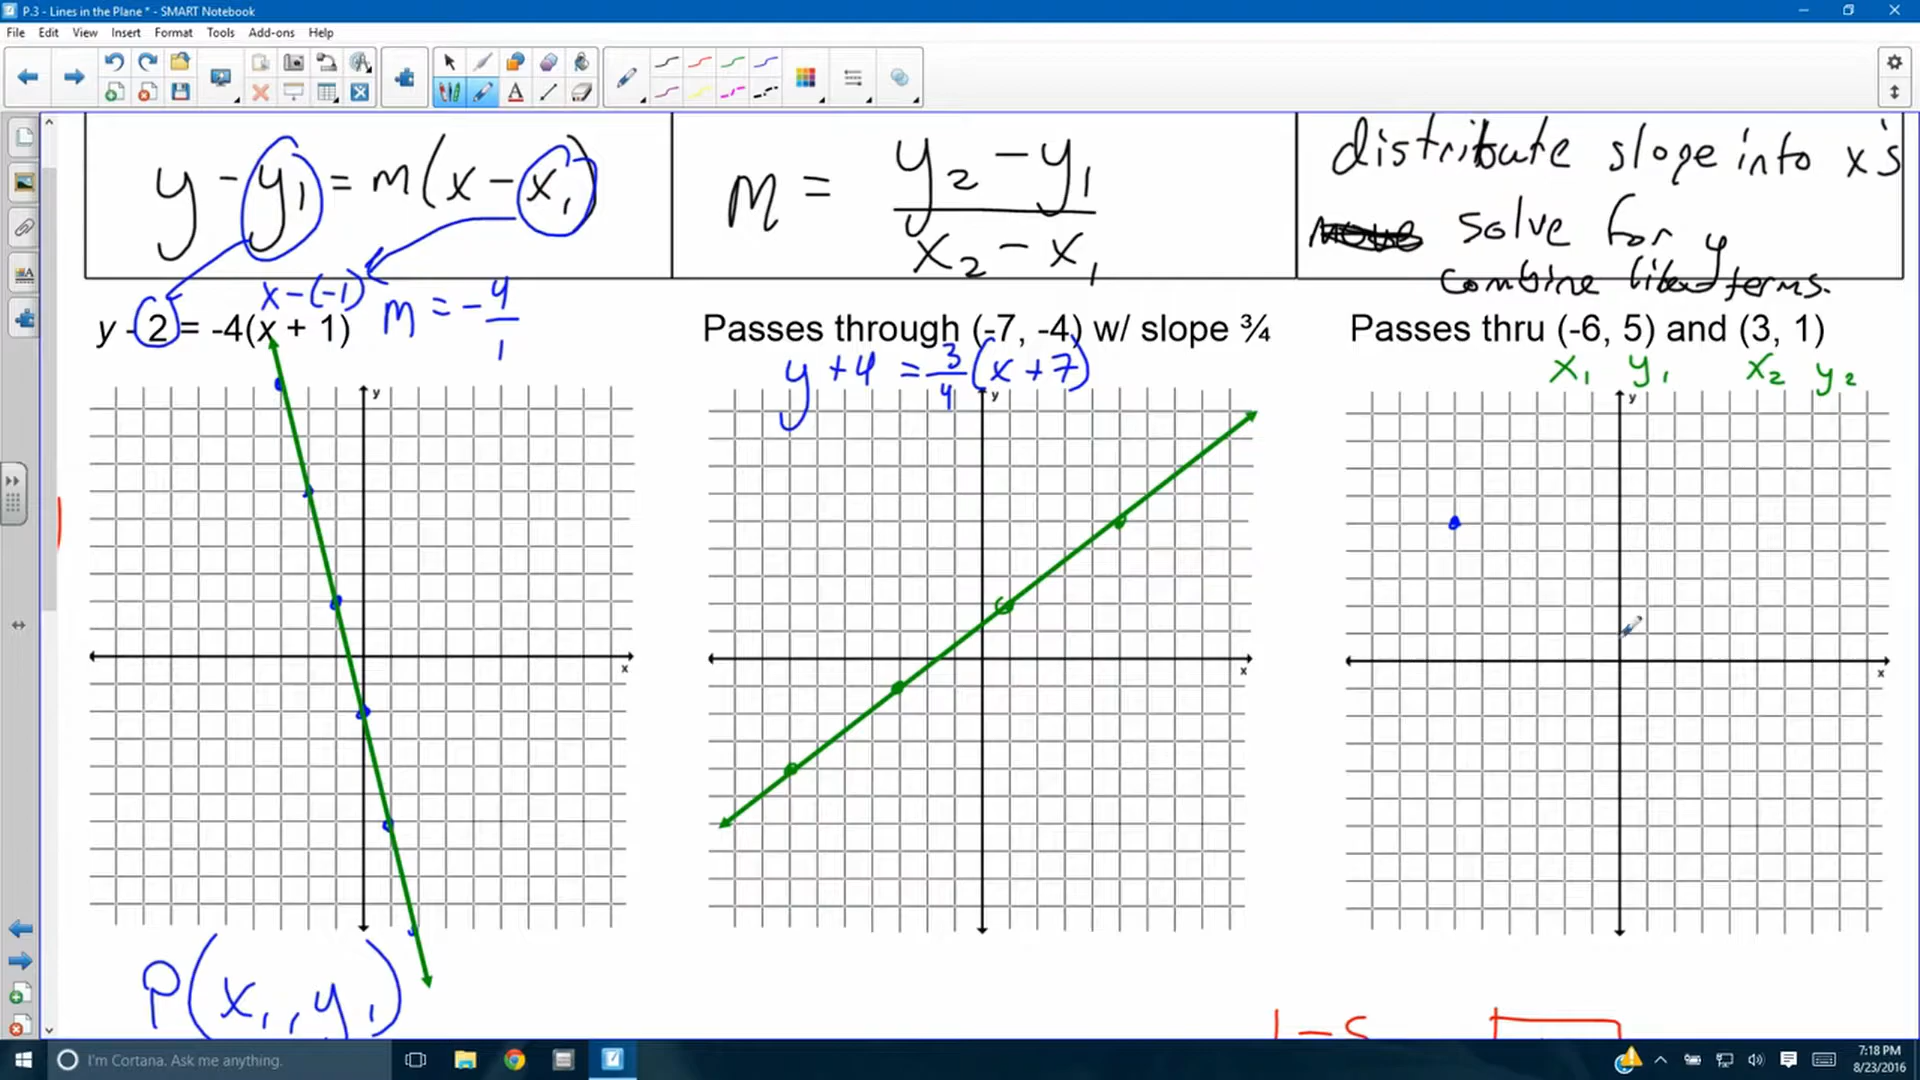 P.3 - Lines in the Plane * - SMART Notebook
File Edit View Insert Format Tools Add-ons Help
y - y1 = m(x - x1)
m = y2 - y1 / x2 - x1
distribute slope into x's
solve for y
combine like terms.
x-(-1)
m = -4/1
y - 2 = -4(x + 1)
Passes through (-7, -4) w/ slope ¾
Passes thru (-6, 5) and (3, 1)
y + 4 = 3/4 (x + 7)
x1 y1 x2 y2
y
y
y
x
x
x
P(x1, y1)
1 - 5
I'm Cortana. Ask me anything.
7:18 PM
8/23/2016